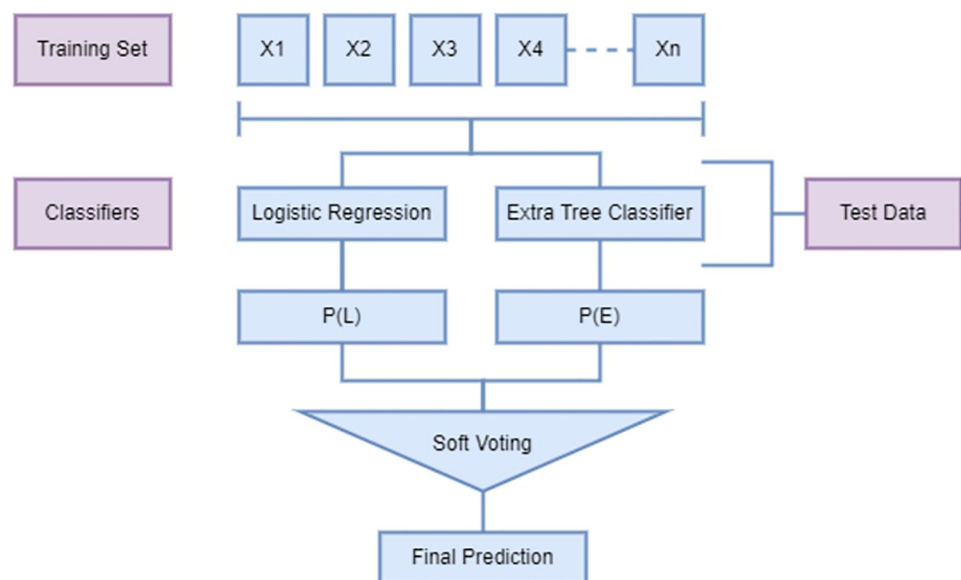 Training Set
X1
X2
X3
X4
Xn
Classifiers
Logistic Regression
Extra Tree Classifier
Test Data
P(L)
P(E)
Soft Voting
Final Prediction